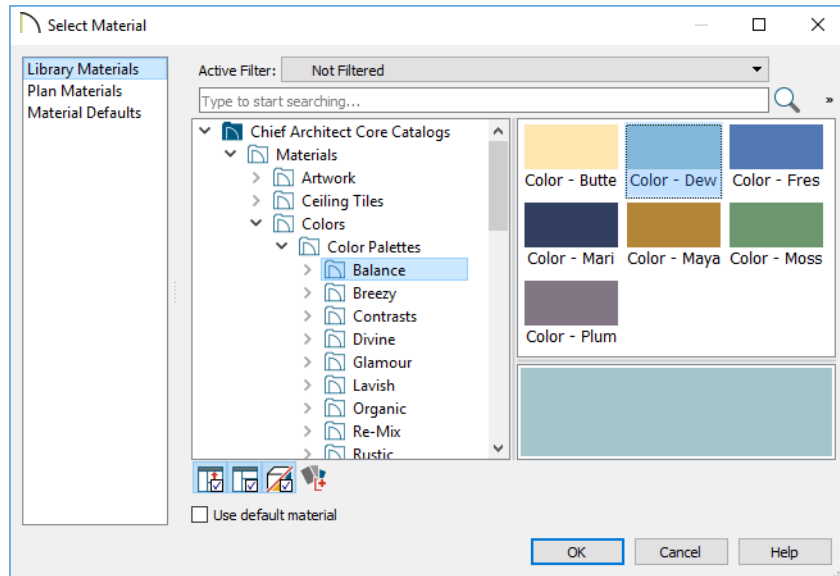 Select Material
Library Materials
Plan Materials
Material Defaults
Active Filter: Not Filtered
Type to start searching...
»
Chief Architect Core Catalogs
Materials
Artwork
Ceiling Tiles
Colors
Color Palettes
Balance
Breezy
Contrasts
Divine
Glamour
Lavish
Organic
Re-Mix
Rustic
Color - Butte Color - Dew Color - Fres
Color - Mari Color - Maya Color - Moss
Color - Plum
Use default material
OK Cancel Help